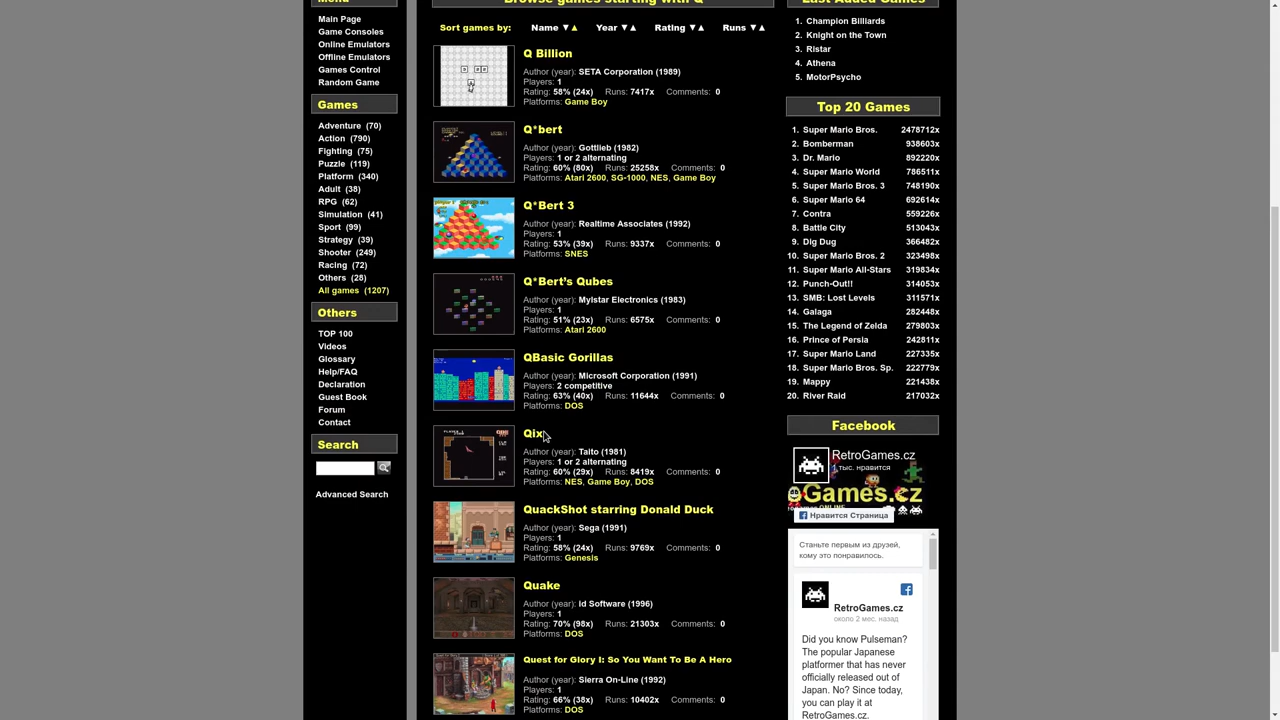 Menu
Main Page
Game Consoles
Online Emulators
Offline Emulators
Games Control
Random Game
Games
Adventure (70)
Action (790)
Fighting (75)
Puzzle (119)
Platform (340)
Adult (38)
RPG (62)
Simulation (41)
Sport (99)
Strategy (39)
Shooter (249)
Racing (72)
Others (28)
All games (1207)
Others
TOP 100
Videos
Glossary
Help/FAQ
Declaration
Guest Book
Forum
Contact
Search
Advanced Search
Browse games starting with Q
Sort games by: Name ▼▲ Year ▼▲ Rating ▼▲ Runs ▼▲
Q Billion
Author (year): SETA Corporation (1989)
Players: 1
Rating: 58% (24x) Runs: 7417x Comments: 0
Platforms: Game Boy
Q*bert
Author (year): Gottlieb (1982)
Players: 1 or 2 alternating
Rating: 60% (80x) Runs: 25258x Comments: 0
Platforms: Atari 2600, SG-1000, NES, Game Boy
Q*Bert 3
Author (year): Realtime Associates (1992)
Players: 1
Rating: 53% (39x) Runs: 9337x Comments: 0
Platforms: SNES
Q*Bert's Qubes
Author (year): Mylstar Electronics (1983)
Players: 1
Rating: 51% (23x) Runs: 6575x Comments: 0
Platforms: Atari 2600
QBasic Gorillas
Author (year): Microsoft Corporation (1991)
Players: 2 competitive
Rating: 63% (40x) Runs: 11644x Comments: 0
Platforms: DOS
Qix
Author (year): Taito (1981)
Players: 1 or 2 alternating
Rating: 60% (29x) Runs: 8419x Comments: 0
Platforms: NES, Game Boy, DOS
QuackShot starring Donald Duck
Author (year): Sega (1991)
Players: 1
Rating: 58% (24x) Runs: 9769x Comments: 0
Platforms: Genesis
Quake
Author (year): Id Software (1996)
Players: 1
Rating: 70% (98x) Runs: 21303x Comments: 0
Platforms: DOS
Quest for Glory I: So You Want To Be A Hero
Author (year): Sierra On-Line (1992)
Players: 1
Rating: 66% (38x) Runs: 10402x Comments: 0
Platforms: DOS
Last Added Games
1. Champion Billiards
2. Knight on the Town
3. Ristar
4. Athena
5. MotorPsycho
Top 20 Games
1. Super Mario Bros. 2478712x
2. Bomberman 938603x
3. Dr. Mario 892220x
4. Super Mario World 786511x
5. Super Mario Bros. 3 748190x
6. Super Mario 64 692614x
7. Contra 559226x
8. Battle City 513043x
9. Dig Dug 366482x
10. Super Mario Bros. 2 323498x
11. Super Mario All-Stars 319834x
12. Punch-Out!! 314053x
13. SMB: Lost Levels 311571x
14. Galaga 282448x
15. The Legend of Zelda 279803x
16. Prince of Persia 242811x
17. Super Mario Land 227335x
18. Super Mario Bros. Sp. 222779x
19. Mappy 221438x
20. River Raid 217032x
Facebook
RetroGames.cz
1 тыс. нравится
Games.cz
Нравится Страница
Станьте первым из друзей,
кому это понравилось.
RetroGames.cz
около 2 мес. назад
Did you know Pulseman?
The popular Japanese
platformer that has never
officially released out of
Japan. No? Since today,
you can play it at
RetroGames.cz.